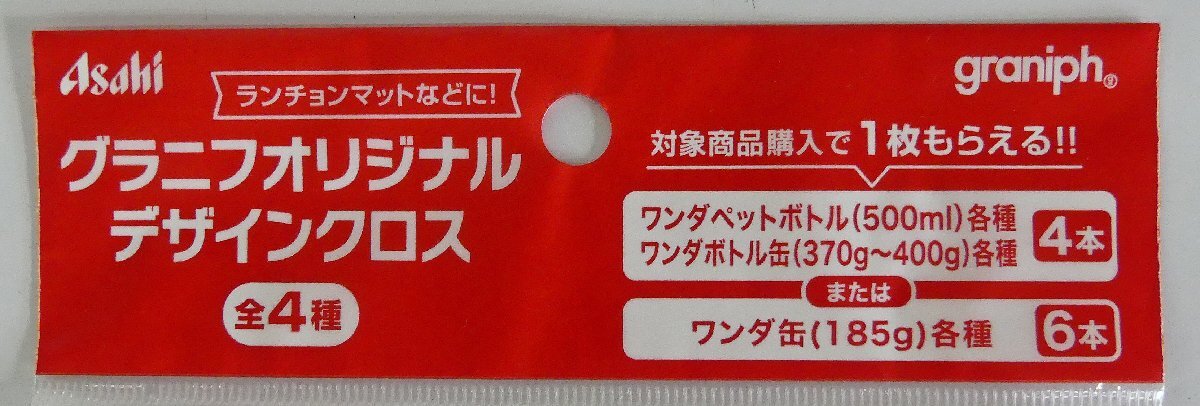 Asahi
ランチョンマットなどに!
グラニフオリジナル
デザインクロス
全4種
graniph®
対象商品購入で1枚もらえる!!
ワンダペットボトル(500ml)各種
ワンダボトル缶(370g~400g)各種
4本
または
ワンダ缶(185g)各種
6本